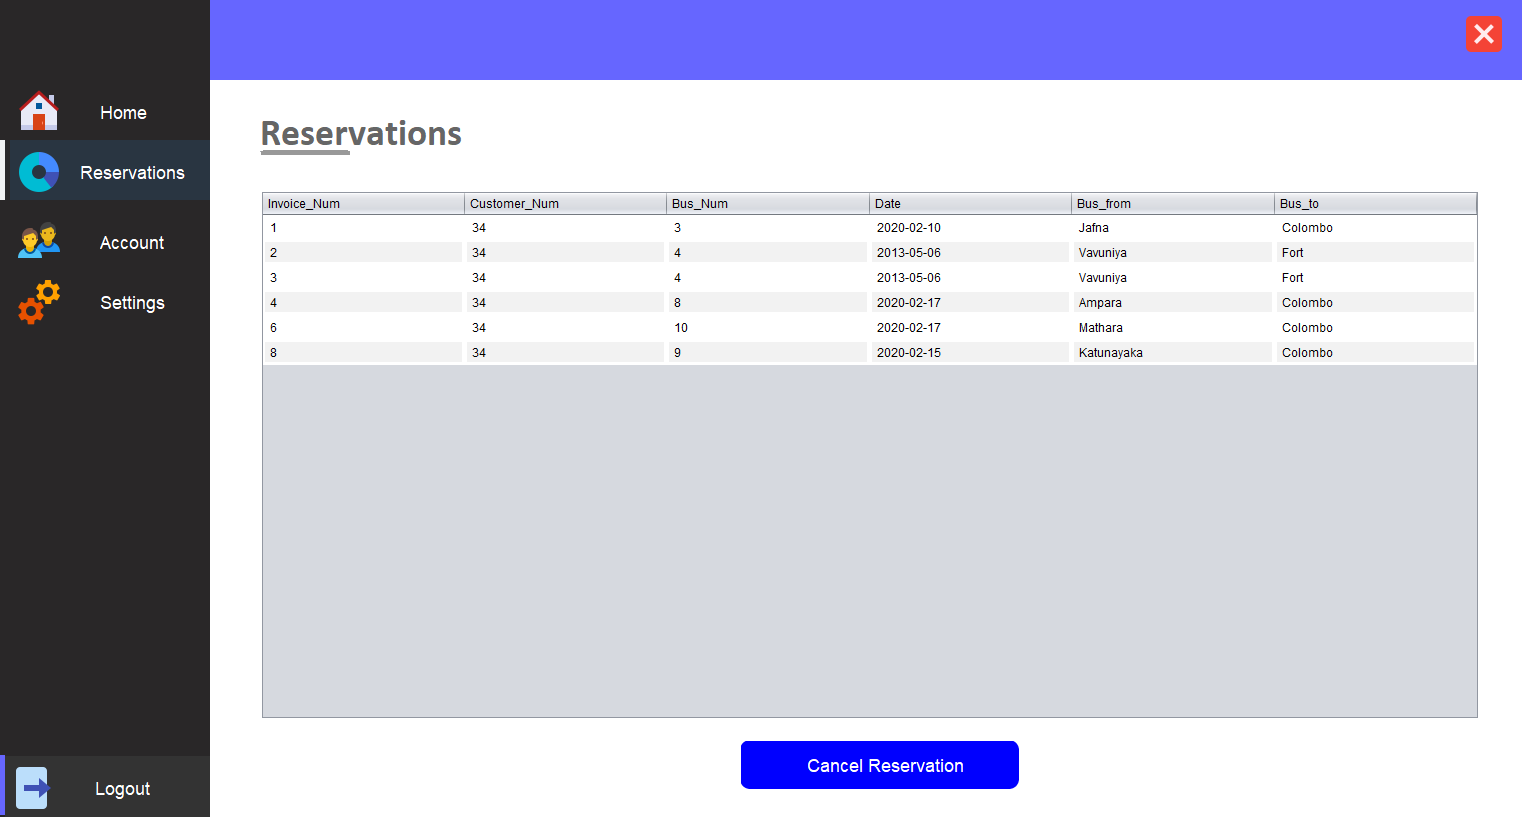 Home
Reservations
Account
Settings
Logout
Reservations
Invoice_Num Customer_Num Bus_Num Date Bus_from Bus_to
1 34 3 2020-02-10 Jafna Colombo
2 34 4 2013-05-06 Vavuniya Fort
3 34 4 2013-05-06 Vavuniya Fort
4 34 8 2020-02-17 Ampara Colombo
6 34 10 2020-02-17 Mathara Colombo
8 34 9 2020-02-15 Katunayaka Colombo
Cancel Reservation